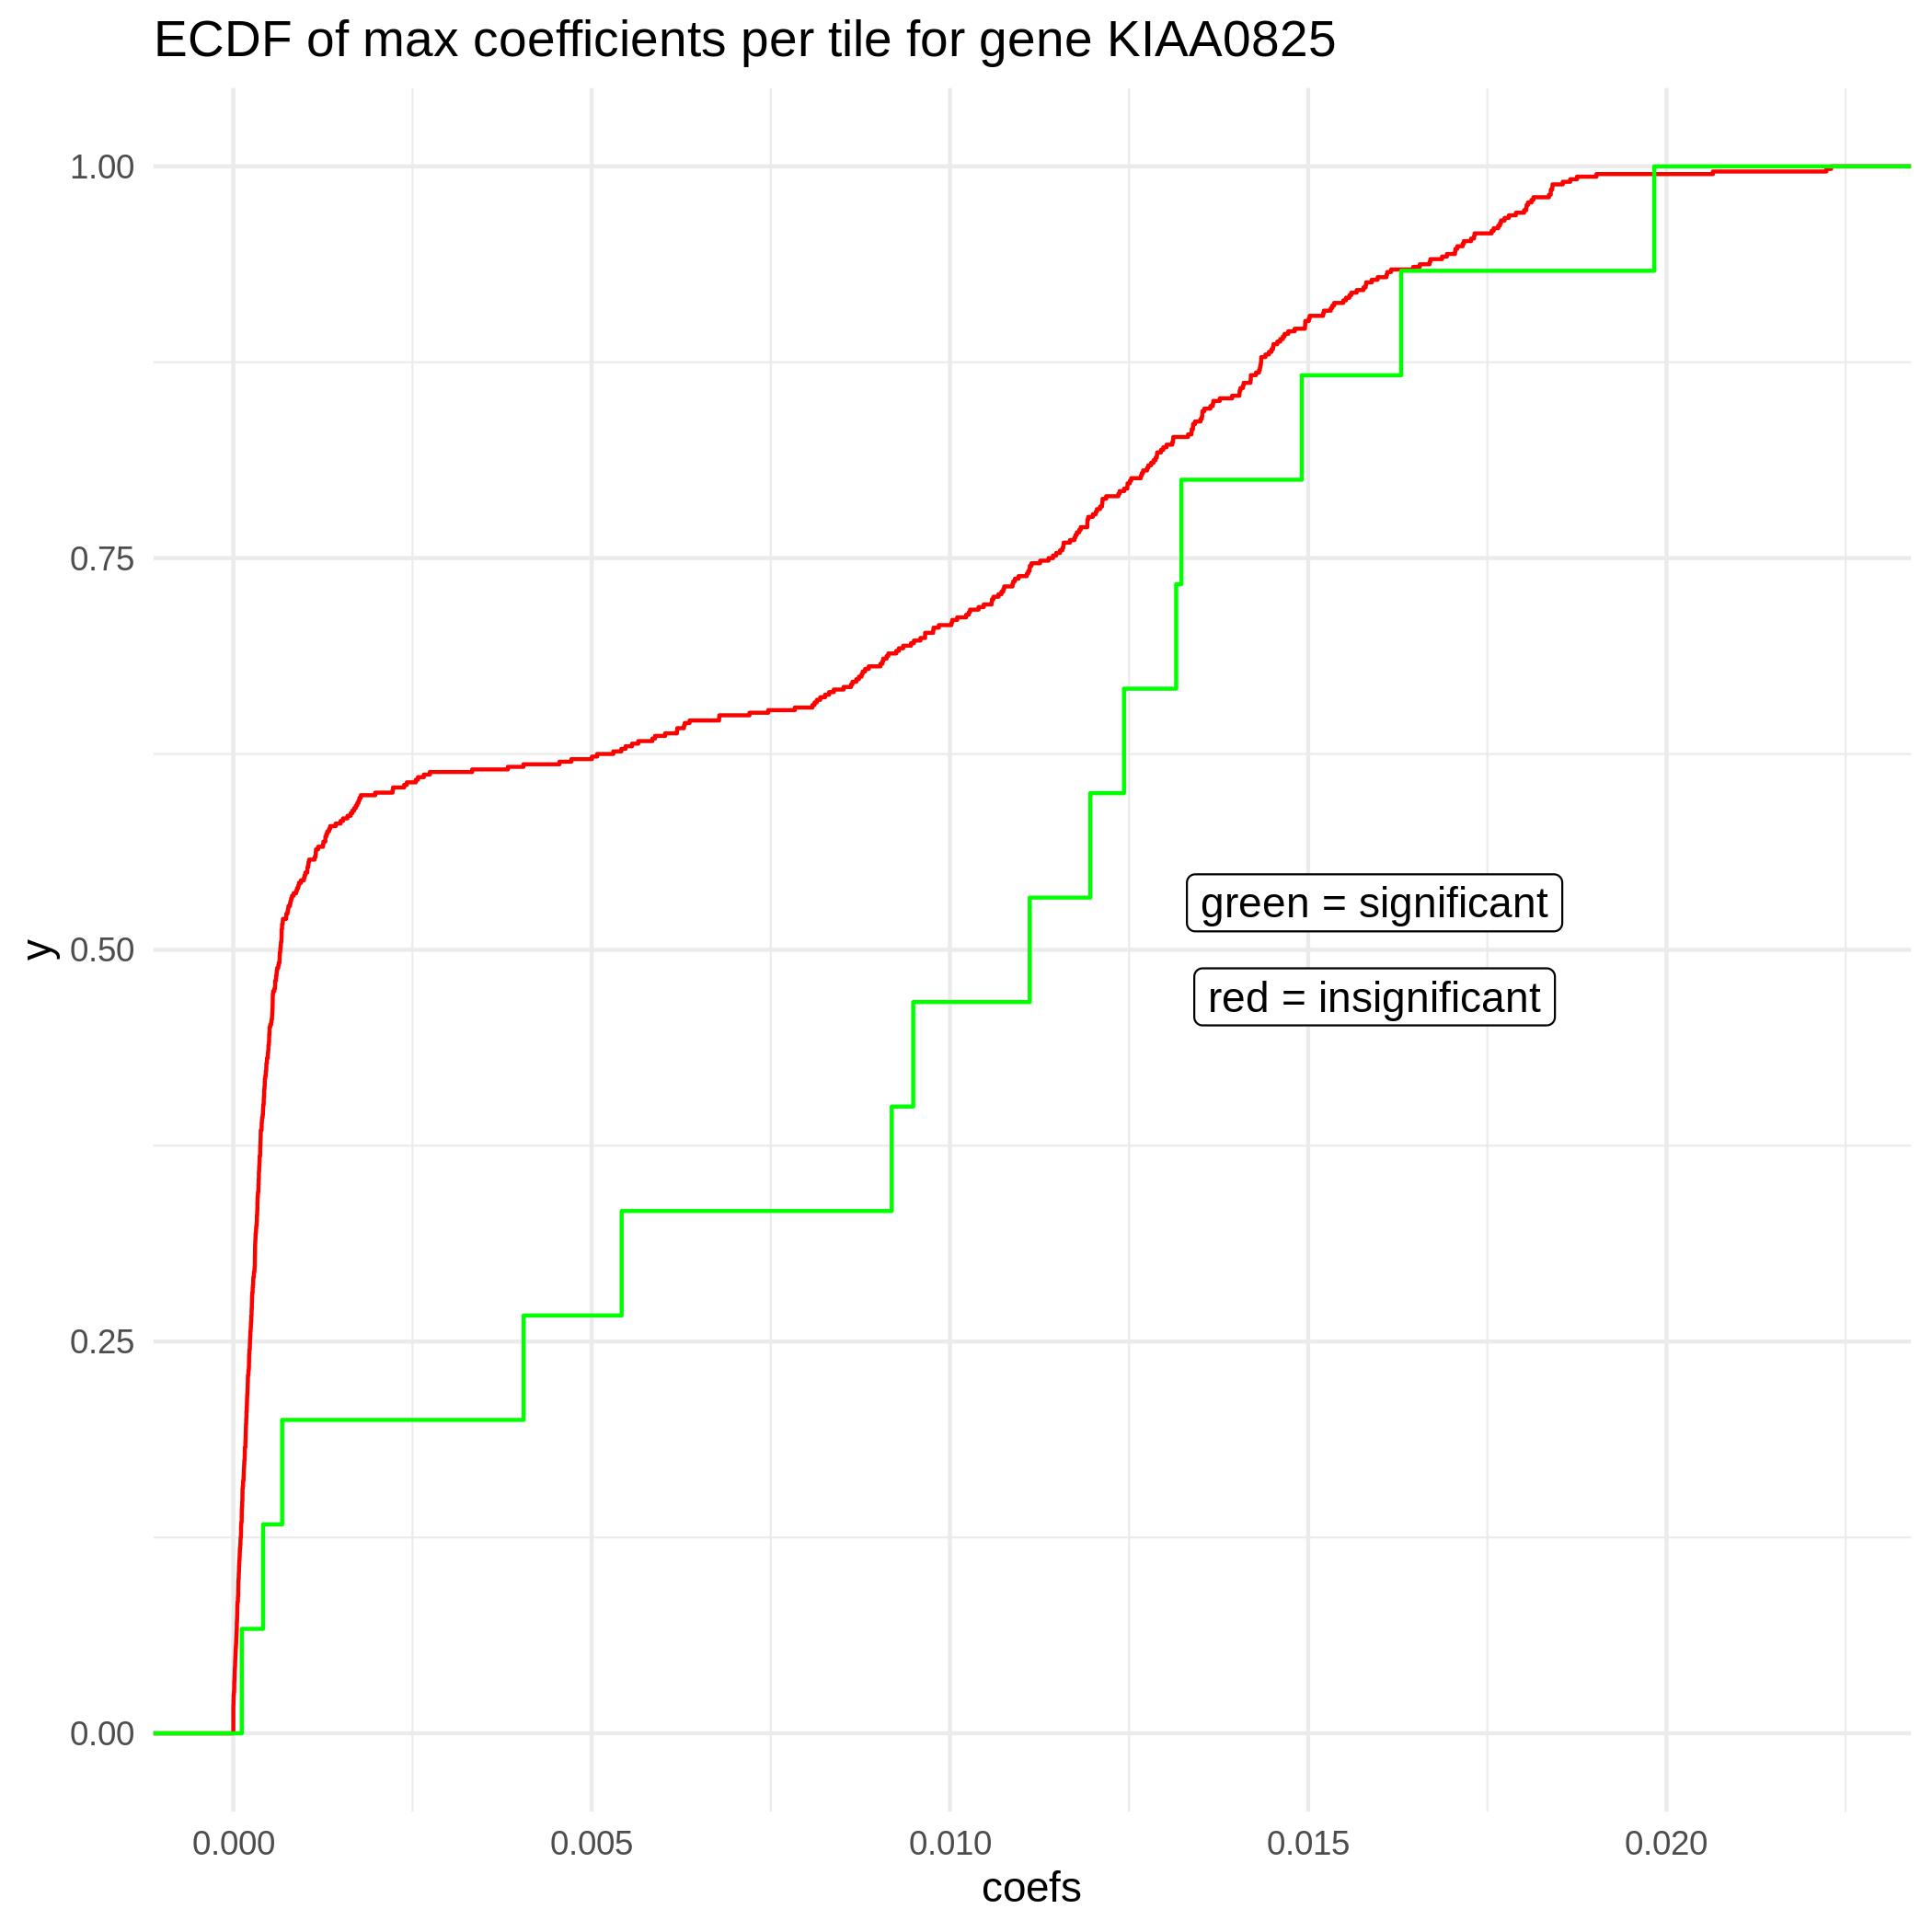 ECDF of max coefficients per tile for gene KIAA0825
1.00
0.75
0.50
0.25
0.00
y
green = significant
red = insignificant
0.000 0.005 0.010 0.015 0.020
coefs